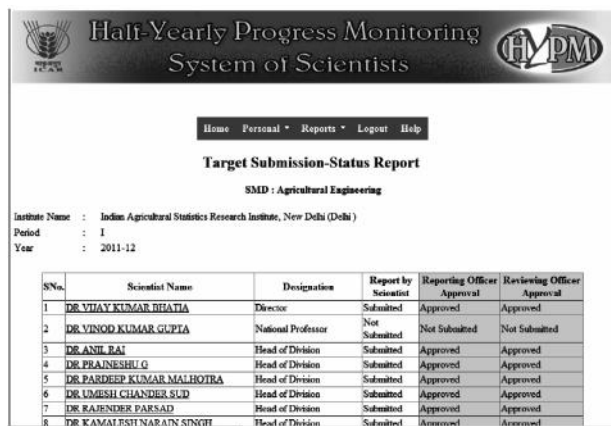 Half-Yearly Progress Monitoring
System of Scientists
HYPM
ICAR
Home Personal Reports Logout Help
Target Submission-Status Report
SMD : Agricultural Engineering
Institute Name : Indian Agricultural Statistics Research Institute, New Delhi (Delhi )
Period : I
Year : 2011-12
SNo. Scientist Name Designation Report by Scientist Reporting Officer Approval Reviewing Officer Approval
1 DR VIJAY KUMAR BHATIA Director Submitted Approved Approved
2 DR VINOD KUMAR GUPTA National Professor Not Submitted Not Submitted Not Submitted
3 DR ANIL RAI Head of Division Submitted Approved Approved
4 DR PRAJNESHU G Head of Division Submitted Approved Approved
5 DR PARDEEP KUMAR MALHOTRA Head of Division Submitted Approved Approved
6 DR UMESH CHANDER SUD Head of Division Submitted Approved Approved
7 DR RAJENDER PARSAD Head of Division Submitted Approved Approved
8 DR KAMALESH NARAIN SINGH Head of Division Submitted Approved Approved